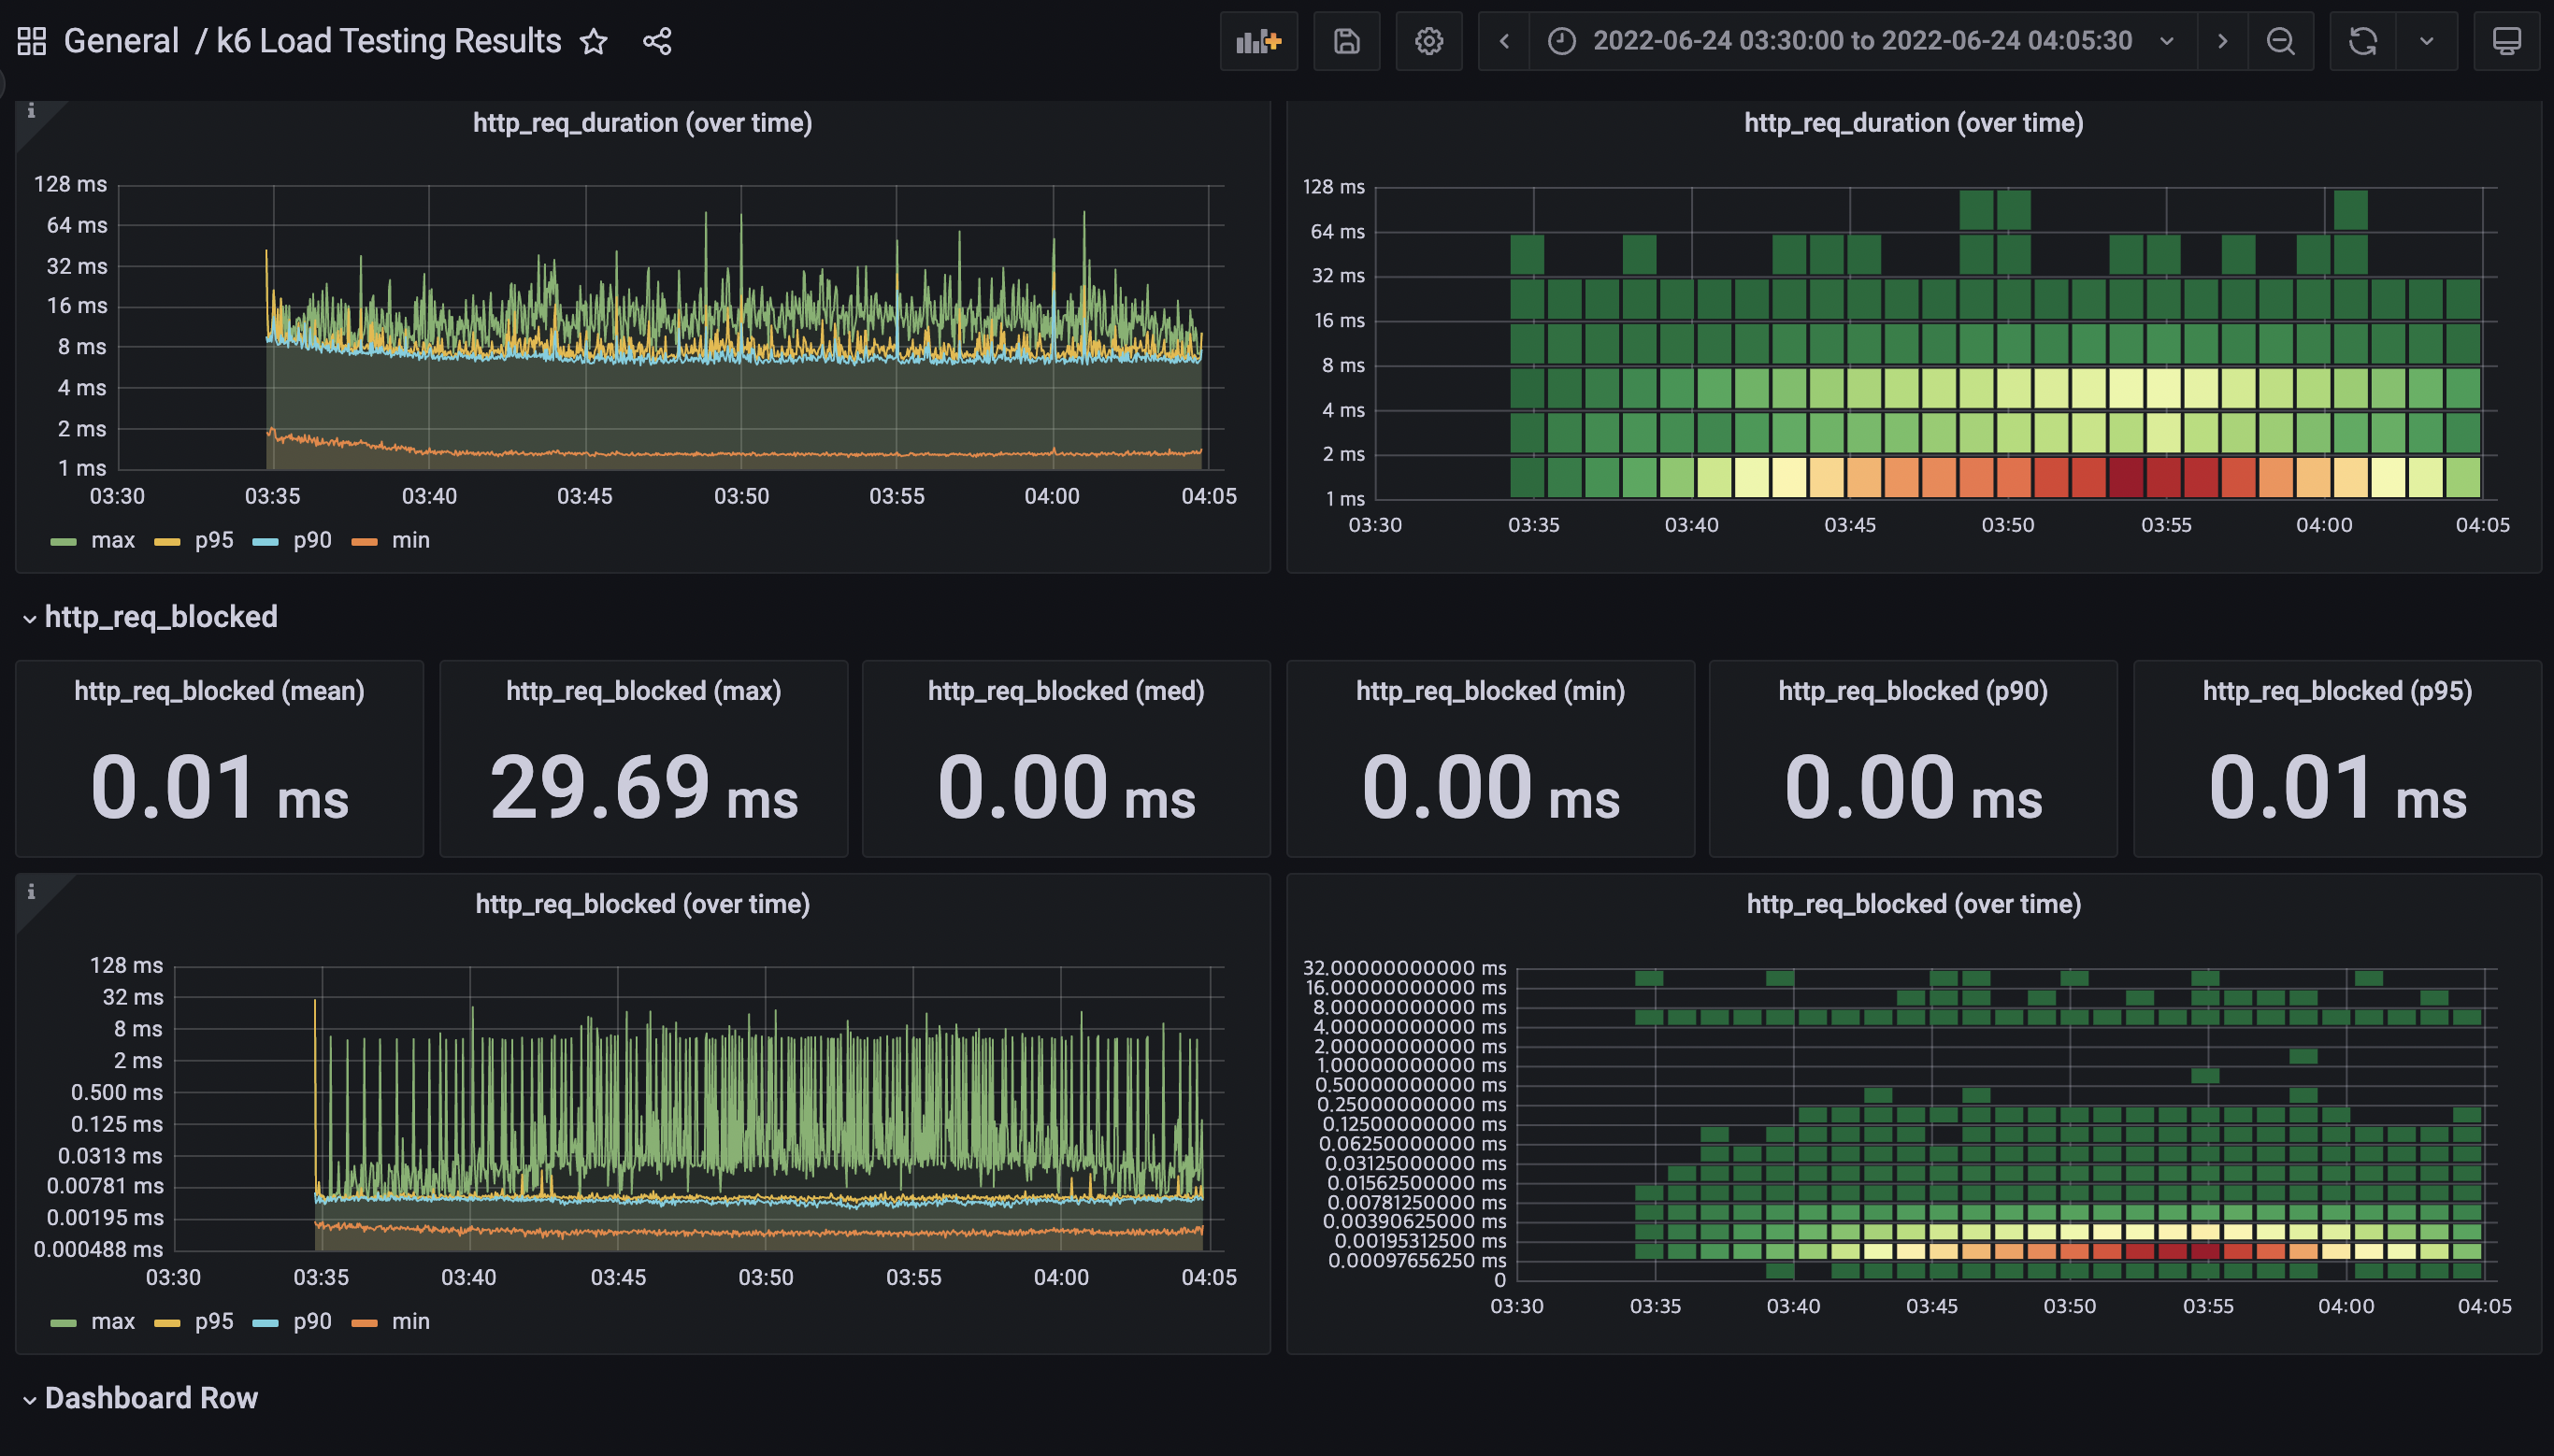 General / k6 Load Testing Results
2022-06-24 03:30:00 to 2022-06-24 04:05:30
http_req_duration (over time)
128 ms
64 ms
32 ms
16 ms
8 ms
4 ms
2 ms
1 ms
03:30 03:35 03:40 03:45 03:50 03:55 04:00 04:05
max p95 p90 min
http_req_duration (over time)
128 ms
64 ms
32 ms
16 ms
8 ms
4 ms
2 ms
1 ms
03:30 03:35 03:40 03:45 03:50 03:55 04:00 04:05
http_req_blocked
http_req_blocked (mean)
0.01 ms
http_req_blocked (max)
29.69 ms
http_req_blocked (med)
0.00 ms
http_req_blocked (min)
0.00 ms
http_req_blocked (p90)
0.00 ms
http_req_blocked (p95)
0.01 ms
http_req_blocked (over time)
128 ms
32 ms
8 ms
2 ms
0.500 ms
0.125 ms
0.0313 ms
0.00781 ms
0.00195 ms
0.000488 ms
03:30 03:35 03:40 03:45 03:50 03:55 04:00 04:05
max p95 p90 min
http_req_blocked (over time)
32.00000000000 ms
16.00000000000 ms
8.00000000000 ms
4.00000000000 ms
2.00000000000 ms
1.00000000000 ms
0.50000000000 ms
0.25000000000 ms
0.12500000000 ms
0.06250000000 ms
0.03125000000 ms
0.01562500000 ms
0.00781250000 ms
0.00390625000 ms
0.00195312500 ms
0.00097656250 ms
0
03:30 03:35 03:40 03:45 03:50 03:55 04:00 04:05
Dashboard Row